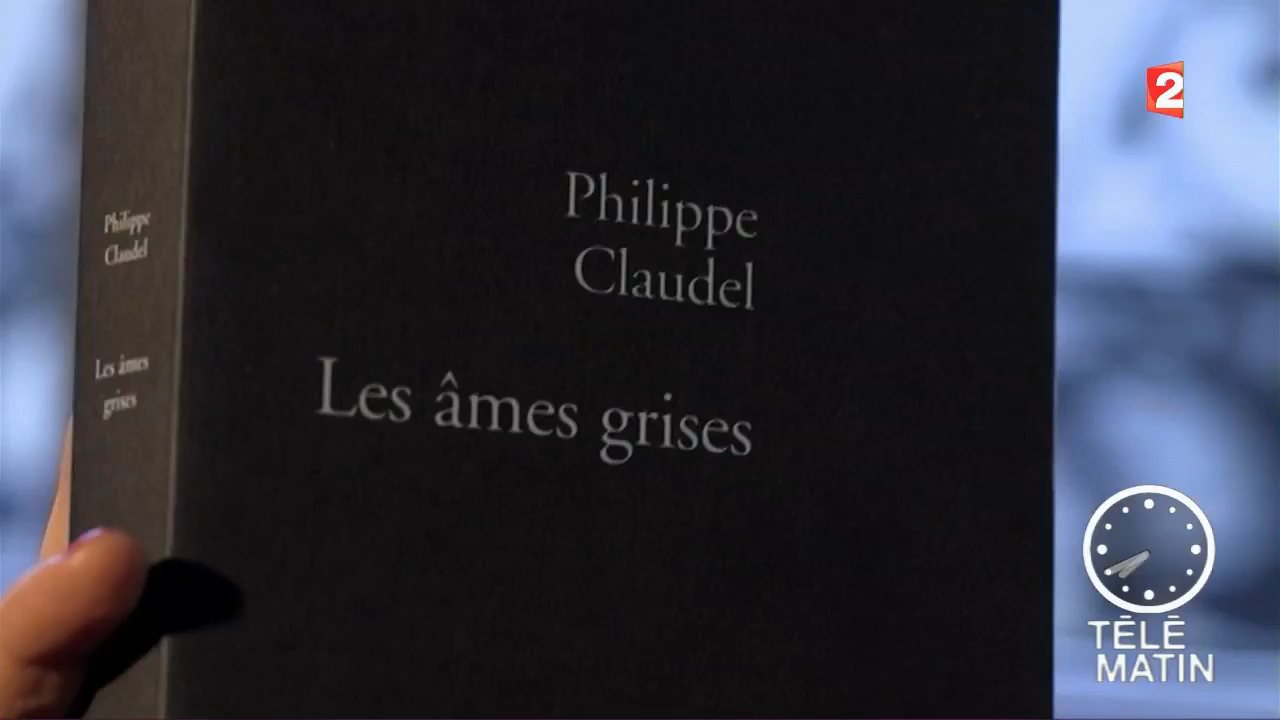 Philippe
Claudel
Les âmes
grises
Philippe
Claudel
Les âmes grises
2
TÉLÉ
MATIN